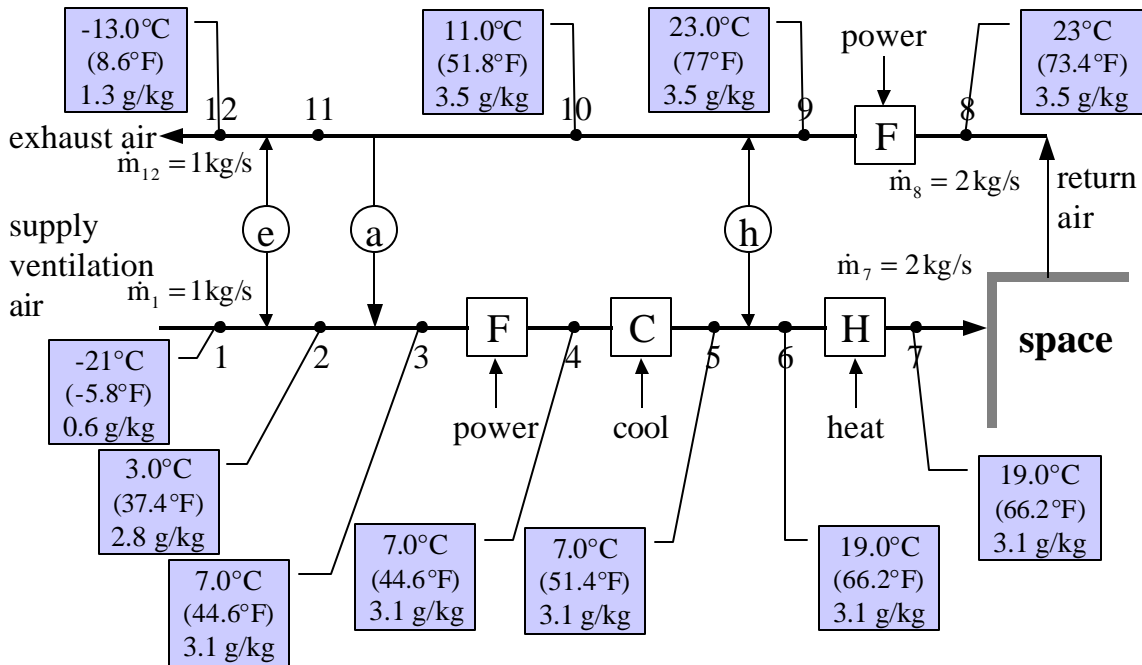 -13.0°C
(8.6°F)
1.3 g/kg
11.0°C
(51.8°F)
3.5 g/kg
23.0°C
(77°F)
3.5 g/kg
power
23°C
(73.4°F)
3.5 g/kg
12
11
10
9
8
exhaust air
F
ṁ12 = 1kg/s
ṁ8 = 2kg/s
return
air
supply
ventilation
air
e
a
h
ṁ1 = 1kg/s
ṁ7 = 2kg/s
F
C
H
space
1
2
3
4
5
6
7
power
cool
heat
-21°C
(-5.8°F)
0.6 g/kg
3.0°C
(37.4°F)
2.8 g/kg
7.0°C
(44.6°F)
3.1 g/kg
7.0°C
(44.6°F)
3.1 g/kg
7.0°C
(51.4°F)
3.1 g/kg
19.0°C
(66.2°F)
3.1 g/kg
19.0°C
(66.2°F)
3.1 g/kg